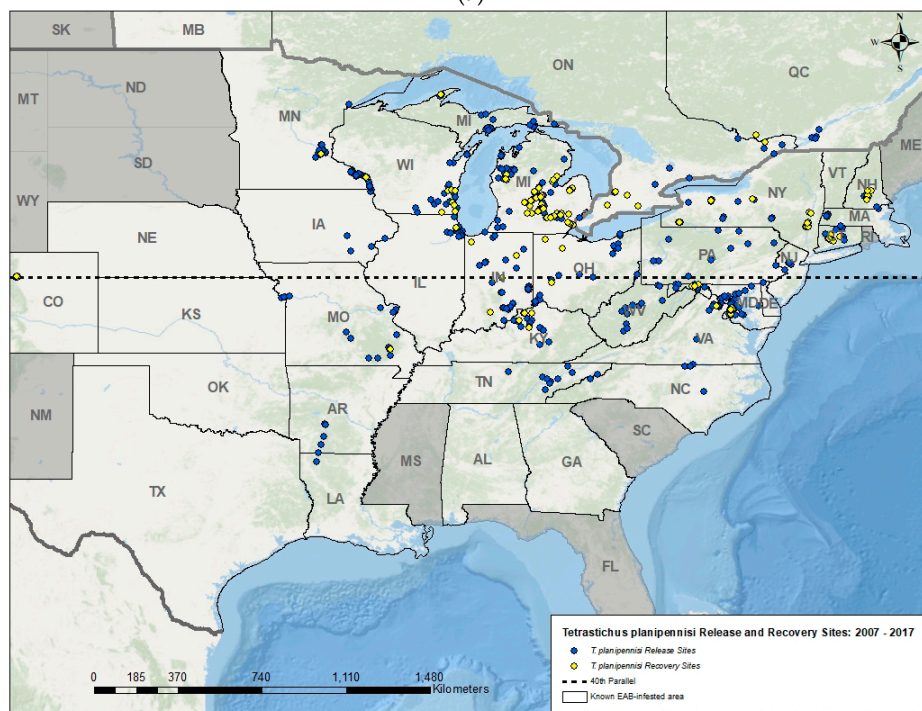 SK
MB
ON
QC
N
W
E
S
MT
ND
MN
MI
ME
SD
WI
MI
VT
NH
WY
NY
MA
RI
IA
NE
PA
NJ
OH
IL
IN
CO
MD
DE
WV
KS
MO
VA
KY
TN
NC
OK
NM
AR
SC
MS
AL
GA
TX
LA
FL
Tetrastichus planipennisi Release and Recovery Sites: 2007 - 2017
T. planipennisi Release Sites
T. planipennisi Recovery Sites
40th Parallel
Known EAB-infested area
0 185 370 740 1,110 1,480
Kilometers